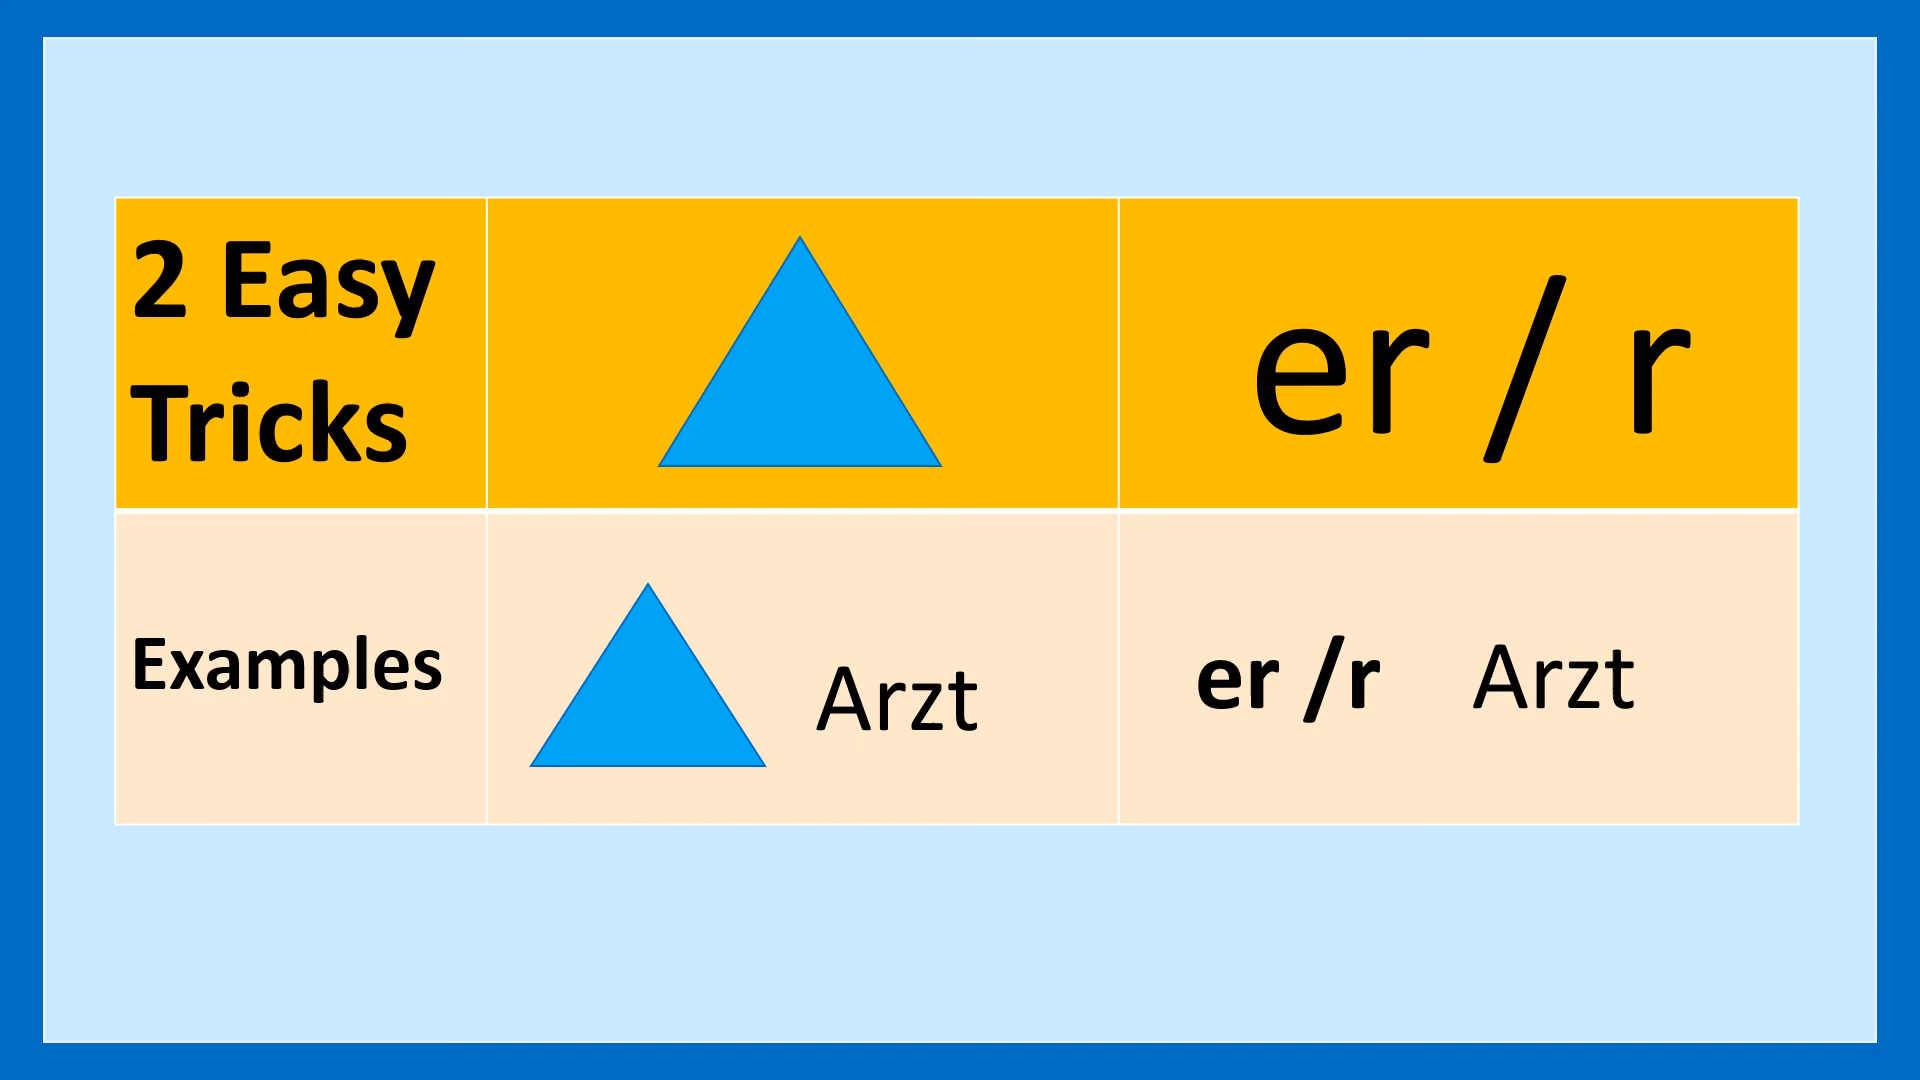 2 Easy
Tricks
er / r
Examples
Arzt
er /r Arzt